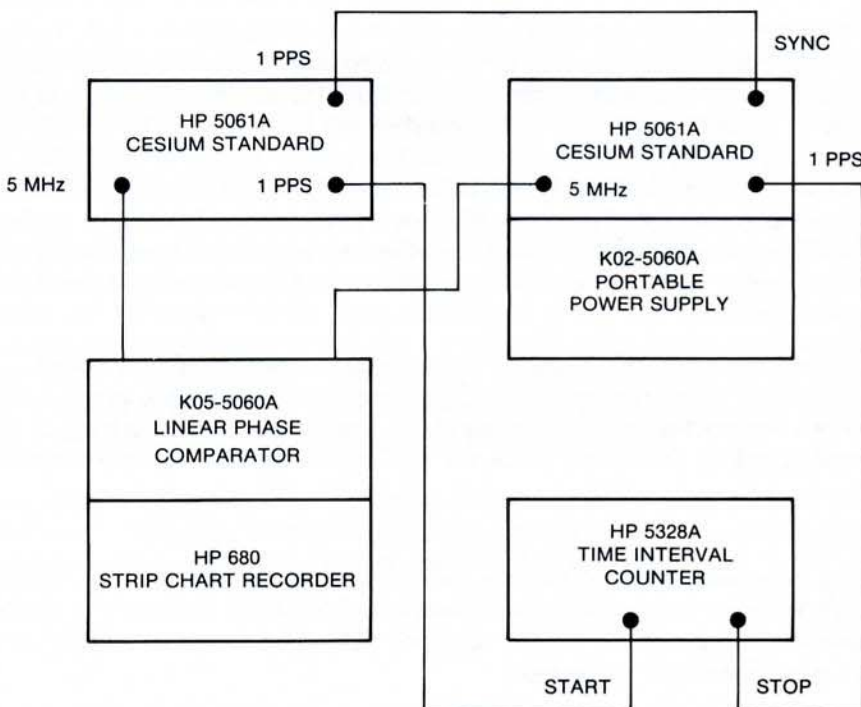 1 PPS
SYNC
HP 5061A
CESIUM STANDARD
5 MHz
1 PPS
HP 5061A
CESIUM STANDARD
1 PPS
5 MHz
K02-5060A
PORTABLE
POWER SUPPLY
K05-5060A
LINEAR PHASE
COMPARATOR
HP 680
STRIP CHART RECORDER
HP 5328A
TIME INTERVAL
COUNTER
START
STOP